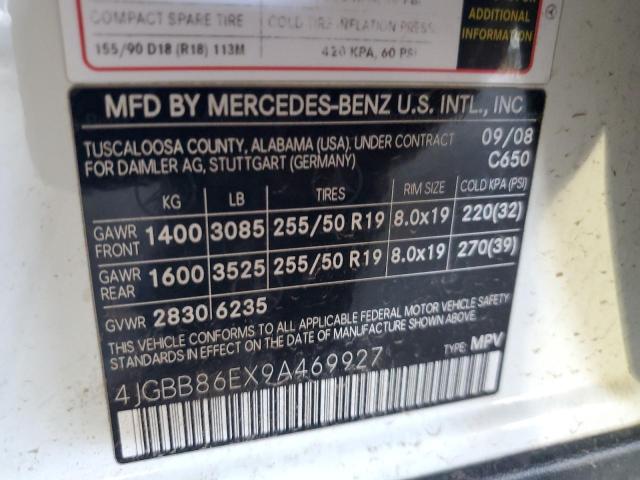 ADDITIONAL
INFORMATION
COMPACT SPARE TIRE COLD TIRE INFLATION PRESS.
155/90 D18 (R18) 113M 420 KPA, 60 PSI
MFD BY MERCEDES-BENZ U.S. INTL., INC
TUSCALOOSA COUNTY, ALABAMA (USA), UNDER CONTRACT 09/08
FOR DAIMLER AG, STUTTGART (GERMANY) C650
KG LB TIRES RIM SIZE COLD KPA (PSI)
GAWR FRONT 1400 3085 255/50 R19 8.0x19 220(32)
GAWR REAR 1600 3525 255/50 R19 8.0x19 270(39)
GVWR 2830 6235
THIS VEHICLE CONFORMS TO ALL APPLICABLE FEDERAL MOTOR VEHICLE SAFETY
STANDARDS IN EFFECT ON THE DATE OF MANUFACTURE SHOWN ABOVE.
4JGBB86EX9A469927 TYPE: MPV